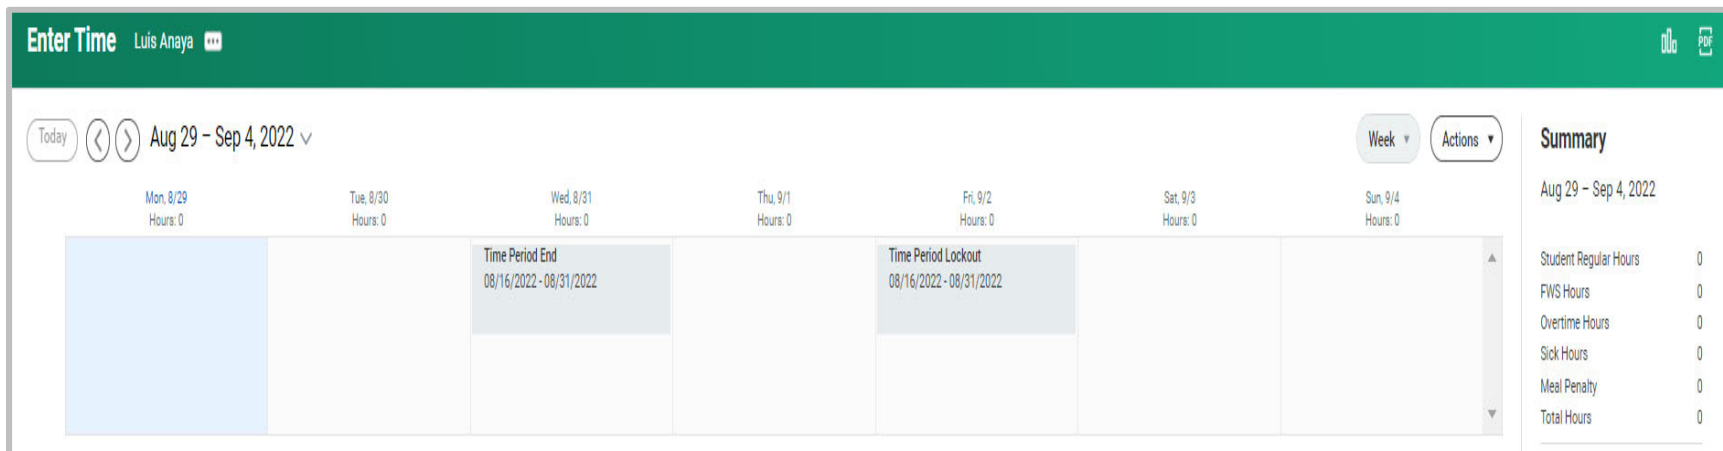 Enter Time Luis Anaya
PDF
Today Aug 29 – Sep 4, 2022 Week Actions
Mon, 8/29 Tue, 8/30 Wed, 8/31 Thu, 9/1 Fri, 9/2 Sat, 9/3 Sun, 9/4
Hours: 0 Hours: 0 Hours: 0 Hours: 0 Hours: 0 Hours: 0 Hours: 0
Time Period End Time Period Lockout
08/16/2022 - 08/31/2022 08/16/2022 - 08/31/2022
Summary
Aug 29 – Sep 4, 2022
Student Regular Hours 0
FWS Hours 0
Overtime Hours 0
Sick Hours 0
Meal Penalty 0
Total Hours 0